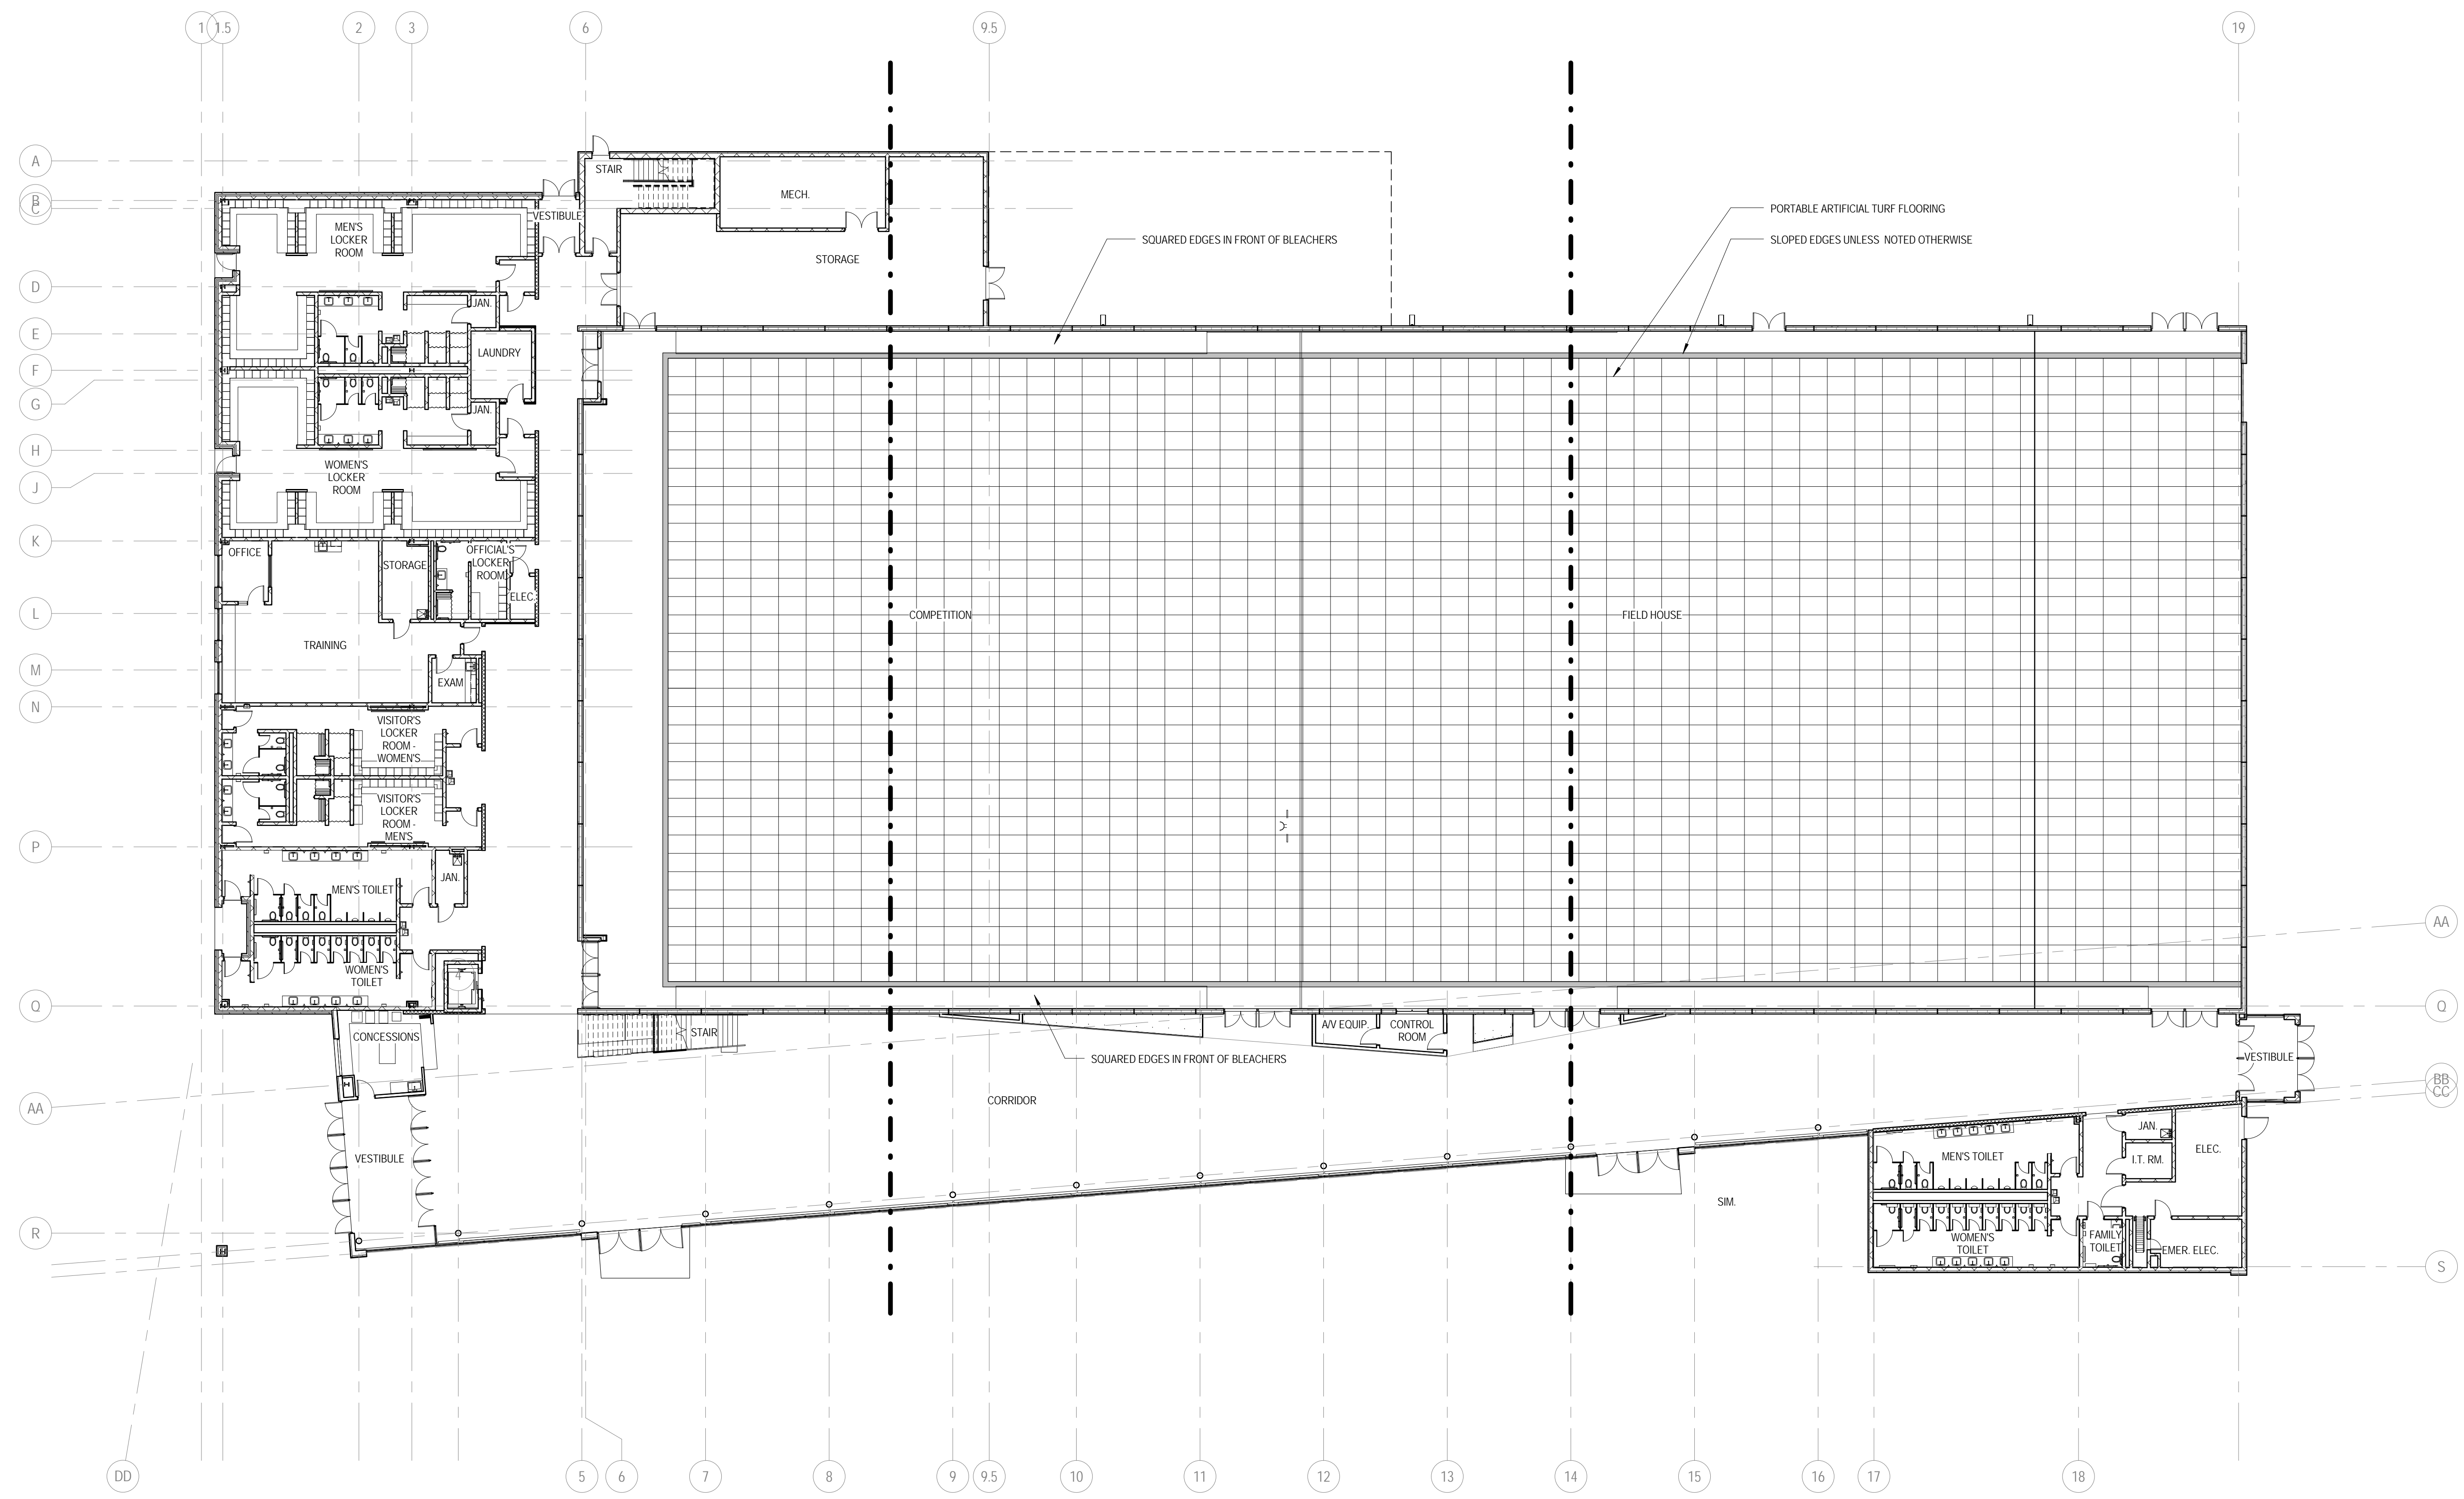 1
1.5
2
3
6
9.5
19
A
B
C
D
E
F
G
H
J
K
L
M
N
P
Q
AA
R
DD
STAIR
MECH.
VESTIBULE
MEN'S
LOCKER
ROOM
STORAGE
SQUARED EDGES IN FRONT OF BLEACHERS
PORTABLE ARTIFICIAL TURF FLOORING
SLOPED EDGES UNLESS NOTED OTHERWISE
JAN.
LAUNDRY
JAN.
WOMEN'S
LOCKER
ROOM
OFFICE
STORAGE
OFFICIAL'S
LOCKER
ROOM
ELEC.
TRAINING
EXAM
COMPETITION
FIELD HOUSE
VISITOR'S
LOCKER
ROOM -
WOMEN'S
VISITOR'S
LOCKER
ROOM -
MEN'S
MEN'S TOILET
JAN.
WOMEN'S
TOILET
4
CONCESSIONS
STAIR
A/V EQUIP.
CONTROL
ROOM
SQUARED EDGES IN FRONT OF BLEACHERS
CORRIDOR
VESTIBULE
VESTIBULE
SIM.
MEN'S TOILET
JAN.
I.T. RM.
ELEC.
WOMEN'S
TOILET
FAMILY
TOILET
EMER. ELEC.
AA
Q
BB
CC
S
5
6
7
8
9
9.5
10
11
12
13
14
15
16
17
18